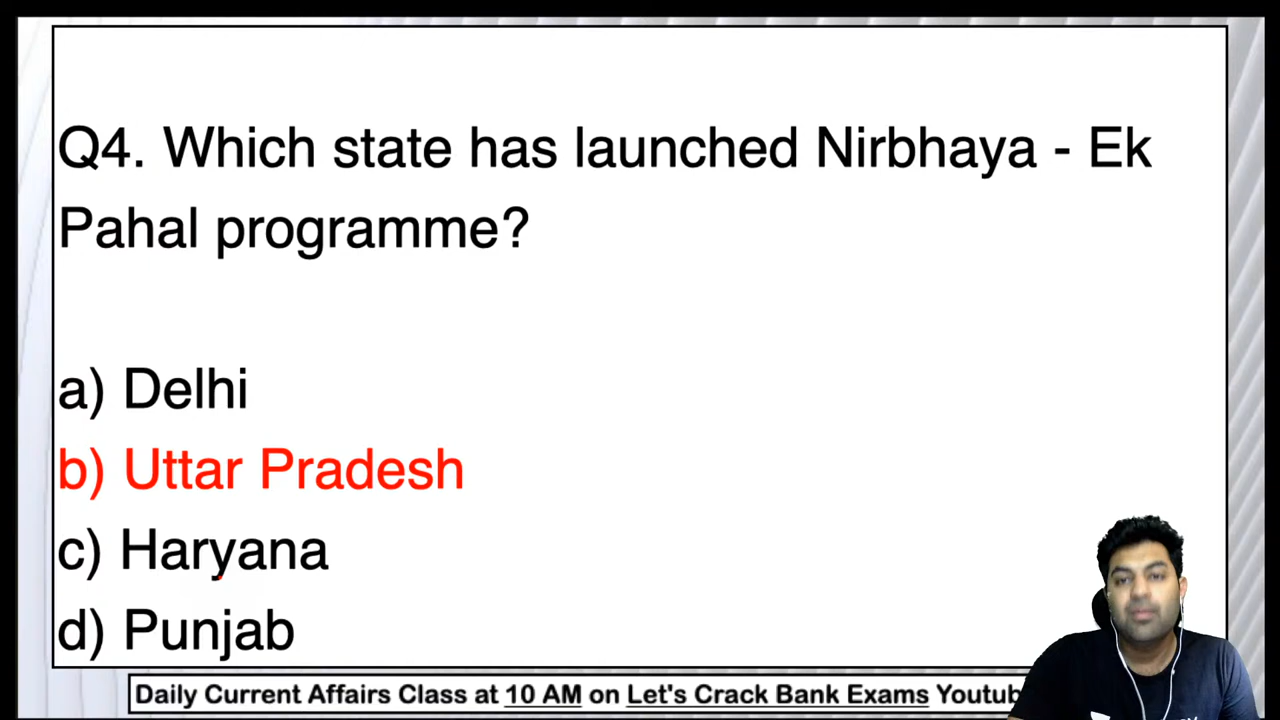 Q4. Which state has launched Nirbhaya - Ek
Pahal programme?
a) Delhi
b) Uttar Pradesh
c) Haryana
d) Punjab
Daily Current Affairs Class at 10 AM on Let's Crack Bank Exams Youtub